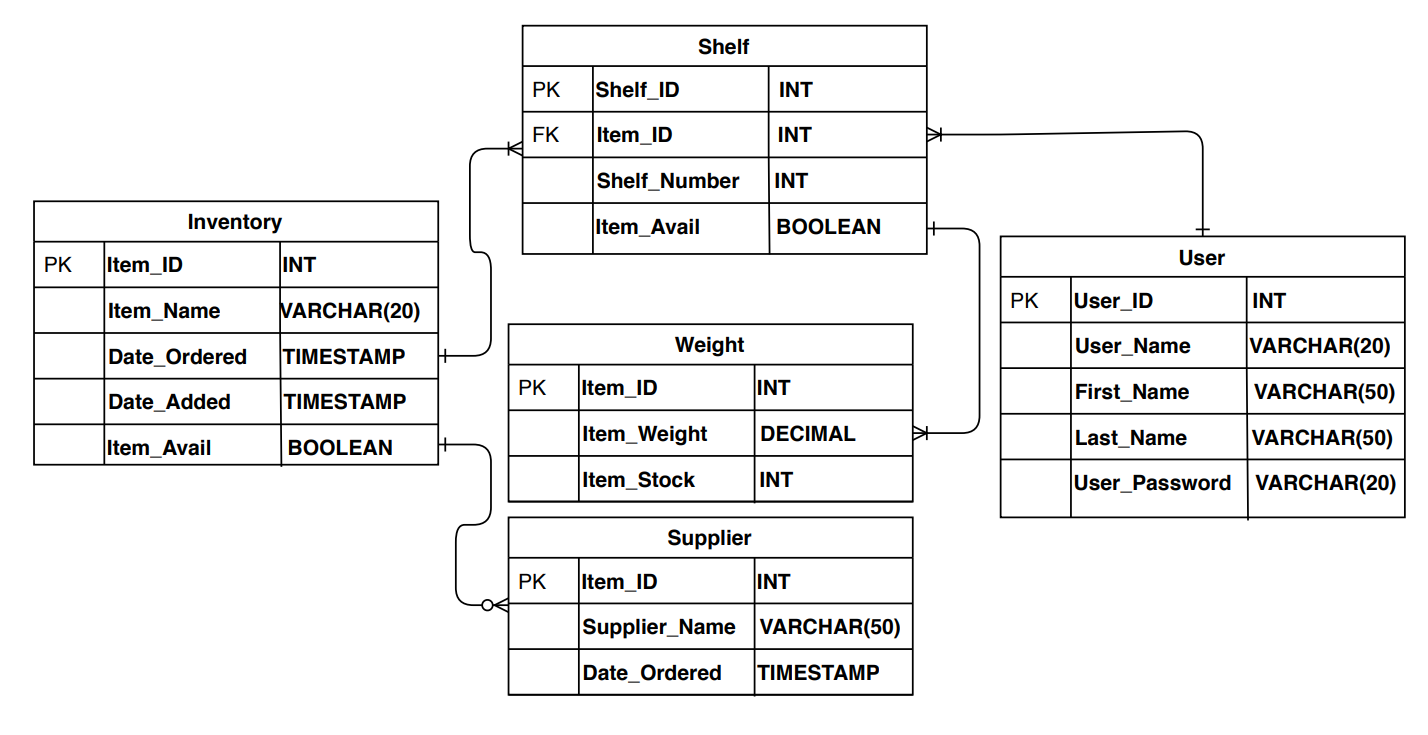 Shelf
PK Shelf_ID INT
FK Item_ID INT
Shelf_Number INT
Item_Avail BOOLEAN
Inventory
PK Item_ID INT
Item_Name VARCHAR(20)
Date_Ordered TIMESTAMP
Date_Added TIMESTAMP
Item_Avail BOOLEAN
Weight
PK Item_ID INT
Item_Weight DECIMAL
Item_Stock INT
Supplier
PK Item_ID INT
Supplier_Name VARCHAR(50)
Date_Ordered TIMESTAMP
User
PK User_ID INT
User_Name VARCHAR(20)
First_Name VARCHAR(50)
Last_Name VARCHAR(50)
User_Password VARCHAR(20)